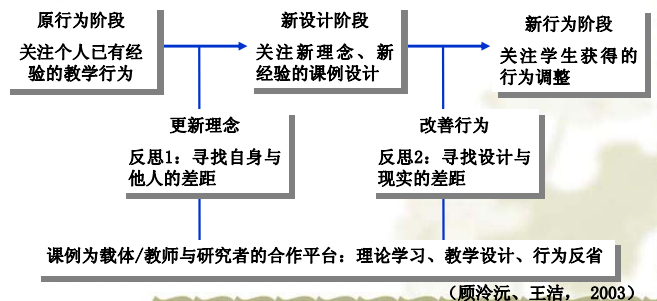 原行为阶段
关注个人已有经
验的教学行为
新设计阶段
关注新理念、新
经验的课例设计
新行为阶段
关注学生获得的
行为调整
更新理念
反思1：寻找自身与
他人的差距
改善行为
反思2：寻找设计与
现实的差距
课例为载体/教师与研究者的合作平台：理论学习、教学设计、行为反省
（顾泠沅、王洁， 2003）